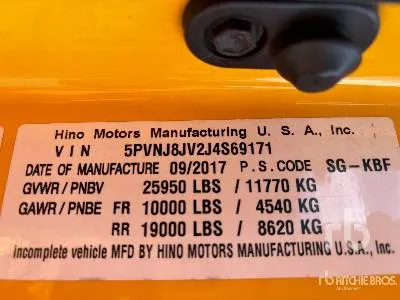 Hino Motors Manufacturing U. S. A., Inc.
VIN 5PVNJ8JV2J4S69171
DATE OF MANUFACTURE 09/2017 P.S.CODE SG-KBF
GVWR/PNBV 25950 LBS / 11770 KG
GAWR/PNBE FR 10000 LBS / 4540 KG
RR 19000 LBS / 8620 KG
incomplete vehicle MFD BY HINO MOTORS MANUFACTURING U.S.A., Inc.
rb
RITCHIE BROS.